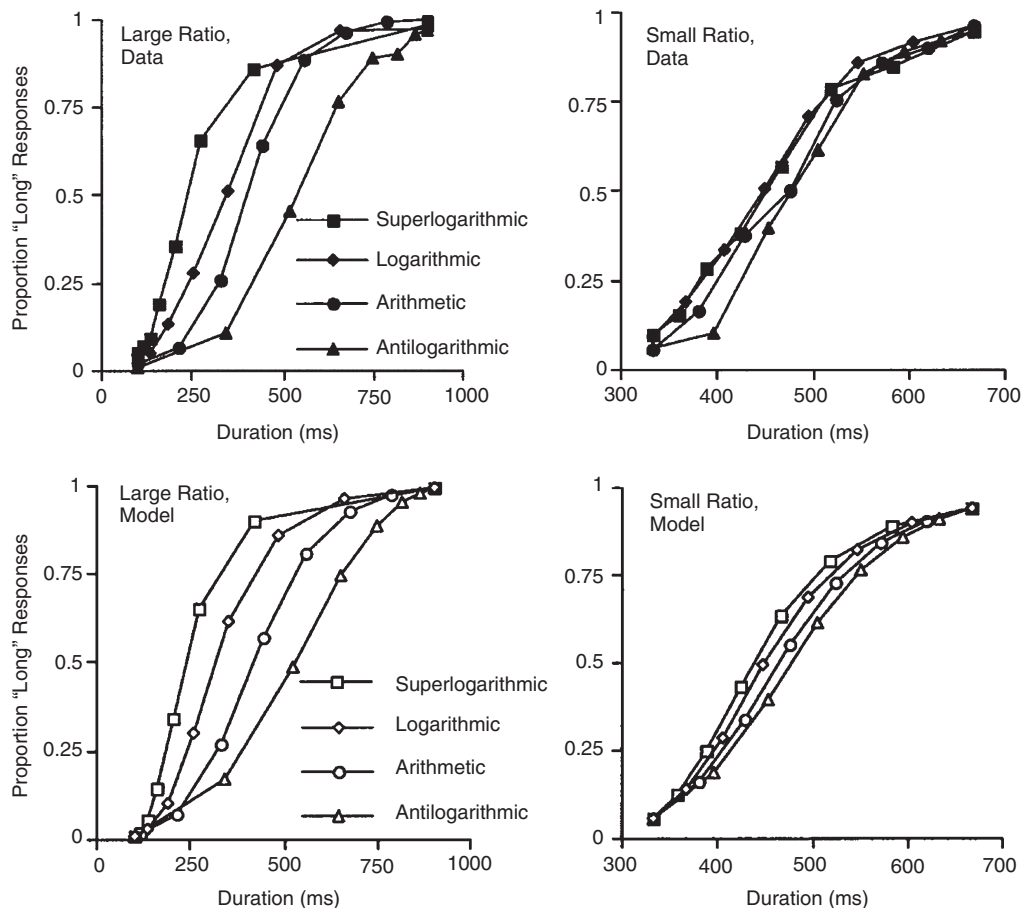 Large Ratio,
Data
Proportion “Long” Responses
1
0.75
0.5
0.25
0
Superlogarithmic
Logarithmic
Arithmetic
Antilogarithmic
0 250 500 750 1000
Duration (ms)
Small Ratio,
Data
1
0.75
0.5
0.25
0
300 400 500 600 700
Duration (ms)
Large Ratio,
Model
Proportion “Long” Responses
1
0.75
0.5
0.25
0
Superlogarithmic
Logarithmic
Arithmetic
Antilogarithmic
0 250 500 750 1000
Duration (ms)
Small Ratio,
Model
1
0.75
0.5
0.25
0
300 400 500 600 700
Duration (ms)